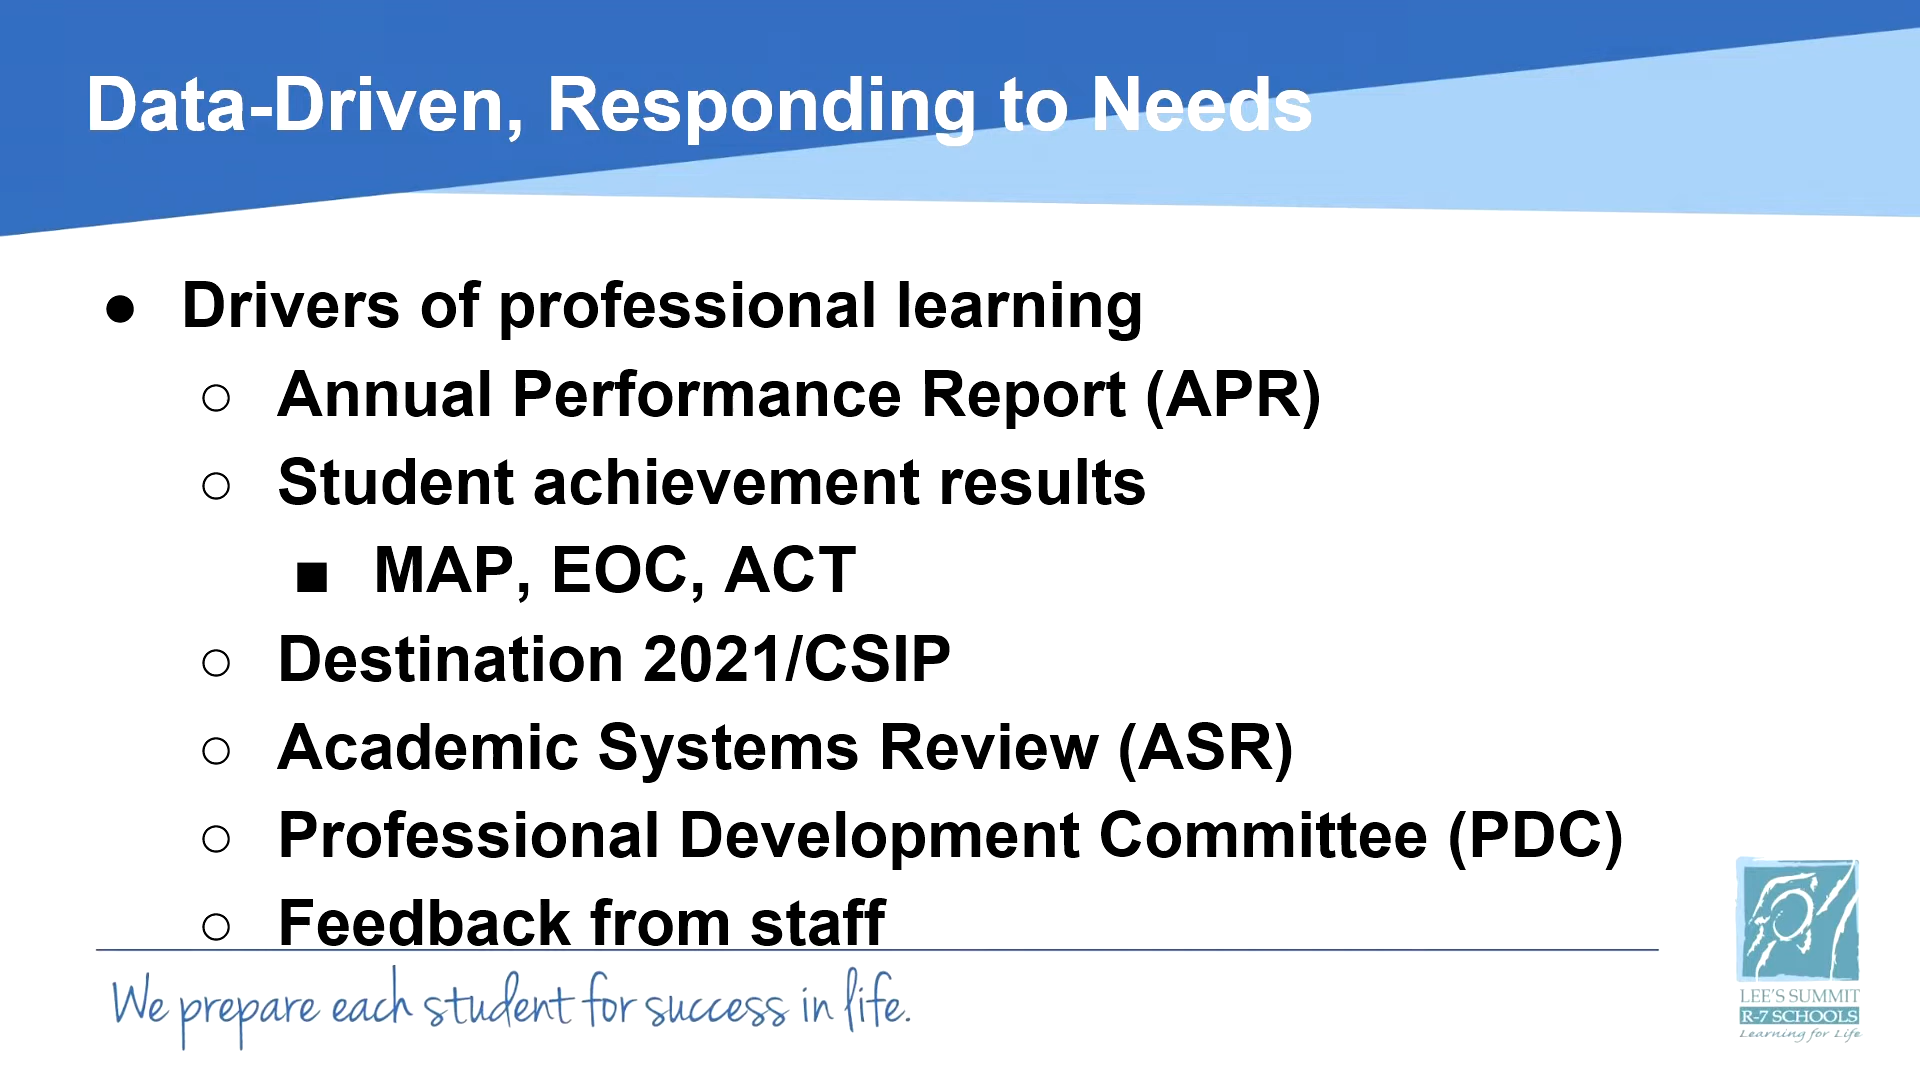 Data-Driven, Responding to Needs
● Drivers of professional learning
○ Annual Performance Report (APR)
○ Student achievement results
■ MAP, EOC, ACT
○ Destination 2021/CSIP
○ Academic Systems Review (ASR)
○ Professional Development Committee (PDC)
○ Feedback from staff
We prepare each student for success in life.
LEE'S SUMMIT
R-7 SCHOOLS
Learning for Life